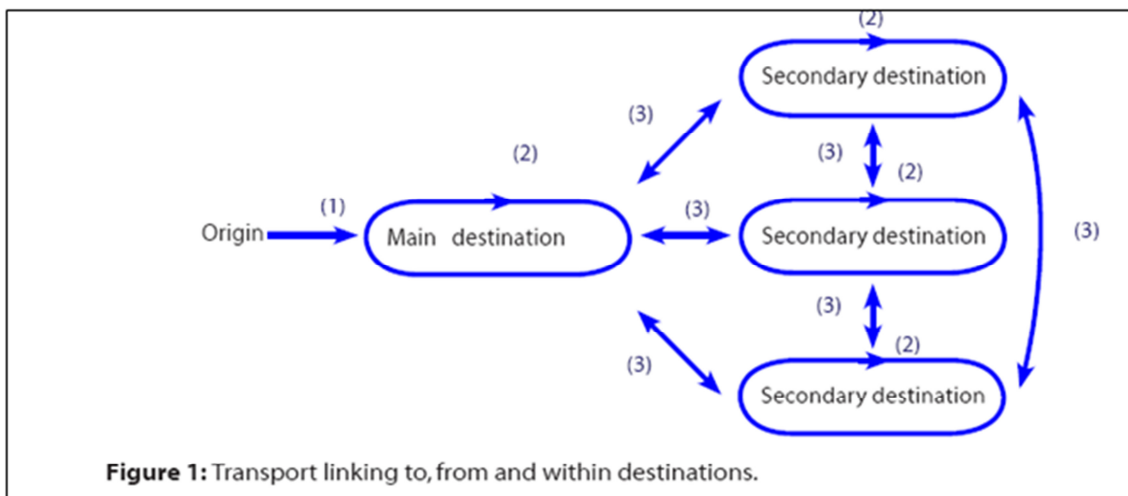 (2)
Secondary destination
(3)
(2)
(3)
(2)
Origin
(1)
Main destination
(3)
Secondary destination
(3)
(3)
(2)
(3)
Secondary destination
Figure 1: Transport linking to, from and within destinations.